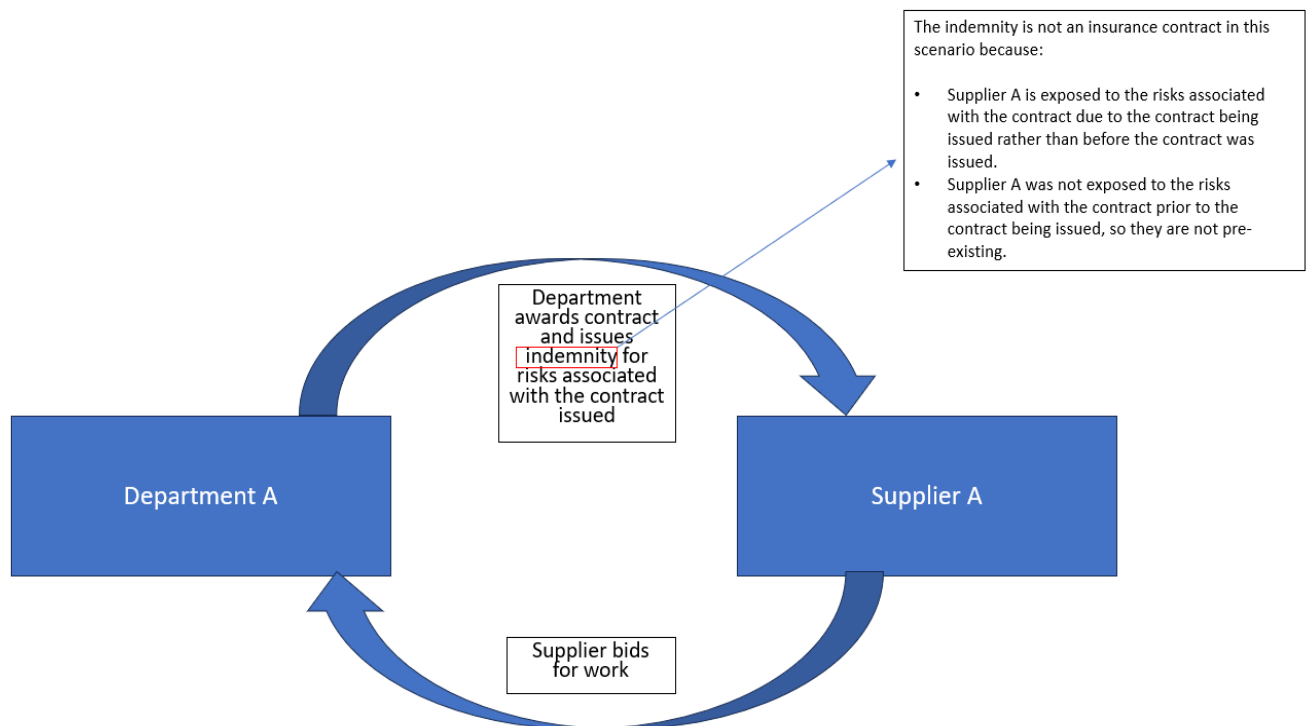 The indemnity is not an insurance contract in this
scenario because:
• Supplier A is exposed to the risks associated
with the contract due to the contract being
issued rather than before the contract was
issued.
• Supplier A was not exposed to the risks
associated with the contract prior to the
contract being issued, so they are not pre-
existing.
Department
awards contract
and issues
indemnity for
risks associated
with the contract
issued
Department A
Supplier A
Supplier bids
for work